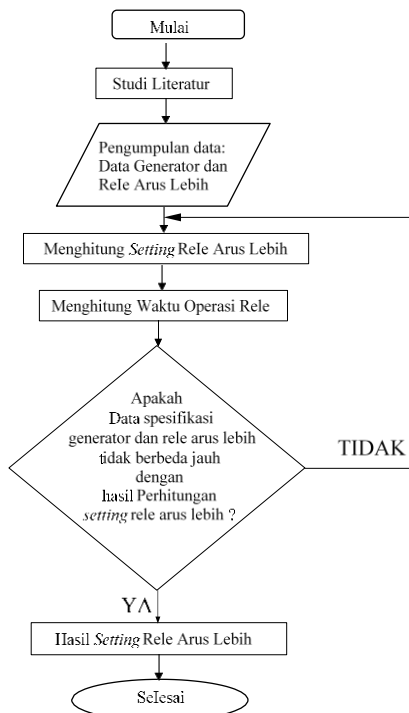 Mulai
Studi Literatur
Pengumpulan data:
Data Generator dan
Rele Arus Lebih
Menghitung Setting Rele Arus Lebih
Menghitung Waktu Operasi Rele
Apakah
Data spesifikasi
generator dan rele arus lebih
tidak berbeda jauh
dengan
hasil Perhitungan
setting rele arus lebih ?
TIDAK
YA
Hasil Setting Rele Arus Lebih
Selesai